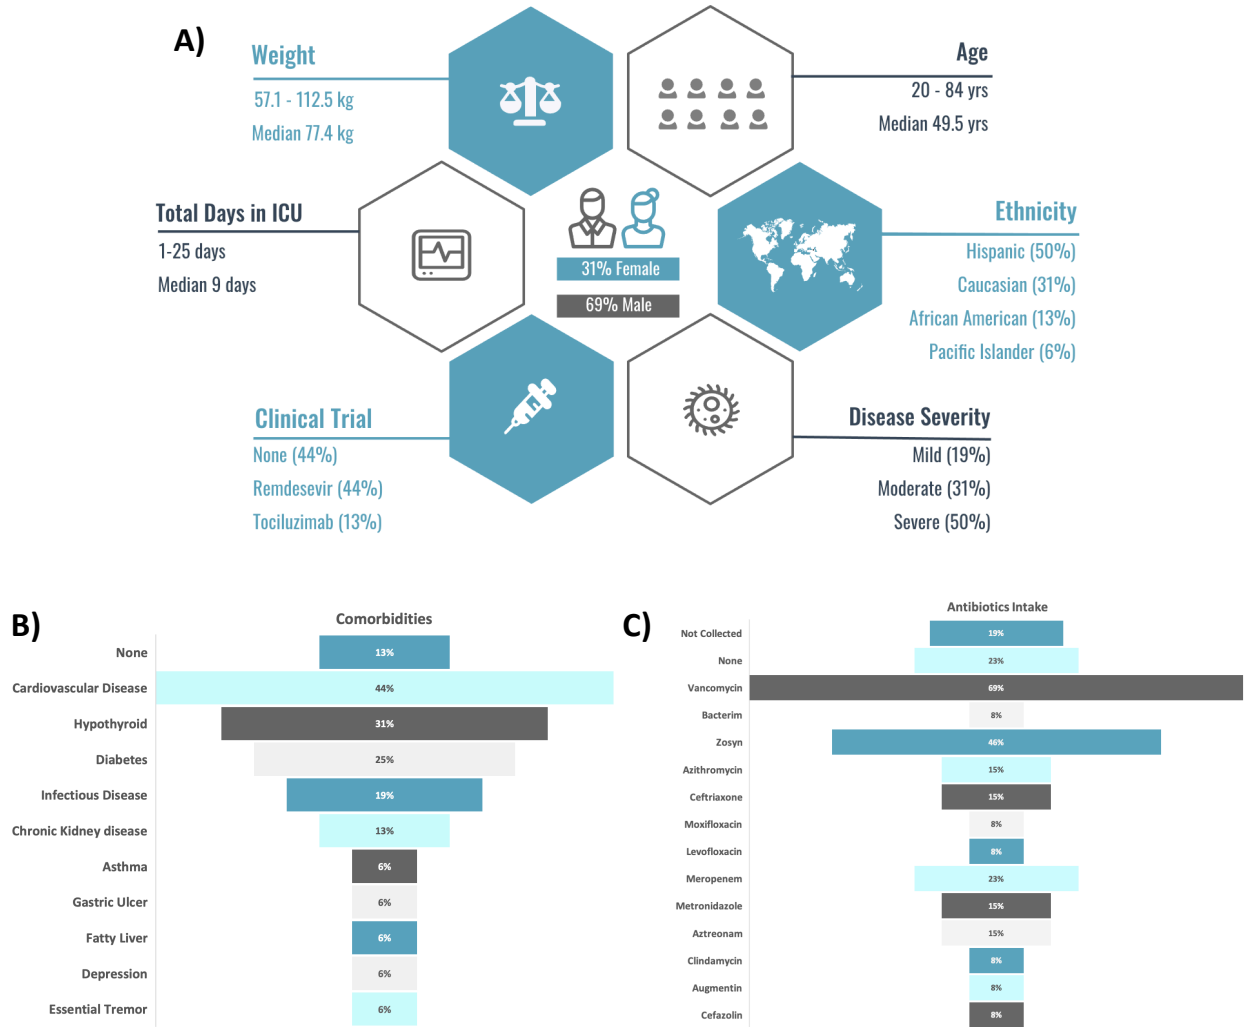 A)
Weight
57.1 - 112.5 kg
Median 77.4 kg
Age
20 - 84 yrs
Median 49.5 yrs
Total Days in ICU
1-25 days
Median 9 days
31% Female
69% Male
Ethnicity
Hispanic (50%)
Caucasian (31%)
African American (13%)
Pacific Islander (6%)
Clinical Trial
None (44%)
Remdesevir (44%)
Tociluzimab (13%)
Disease Severity
Mild (19%)
Moderate (31%)
Severe (50%)
B)
Comorbidities
None 13%
Cardiovascular Disease 44%
Hypothyroid 31%
Diabetes 25%
Infectious Disease 19%
Chronic Kidney disease 13%
Asthma 6%
Gastric Ulcer 6%
Fatty Liver 6%
Depression 6%
Essential Tremor 6%
C)
Antibiotics Intake
Not Collected 19%
None 23%
Vancomycin 69%
Bacterim 8%
Zosyn 46%
Azithromycin 15%
Ceftriaxone 15%
Moxifloxacin 8%
Levofloxacin 8%
Meropenem 23%
Metronidazole 15%
Aztreonam 15%
Clindamycin 8%
Augmentin 8%
Cefazolin 8%